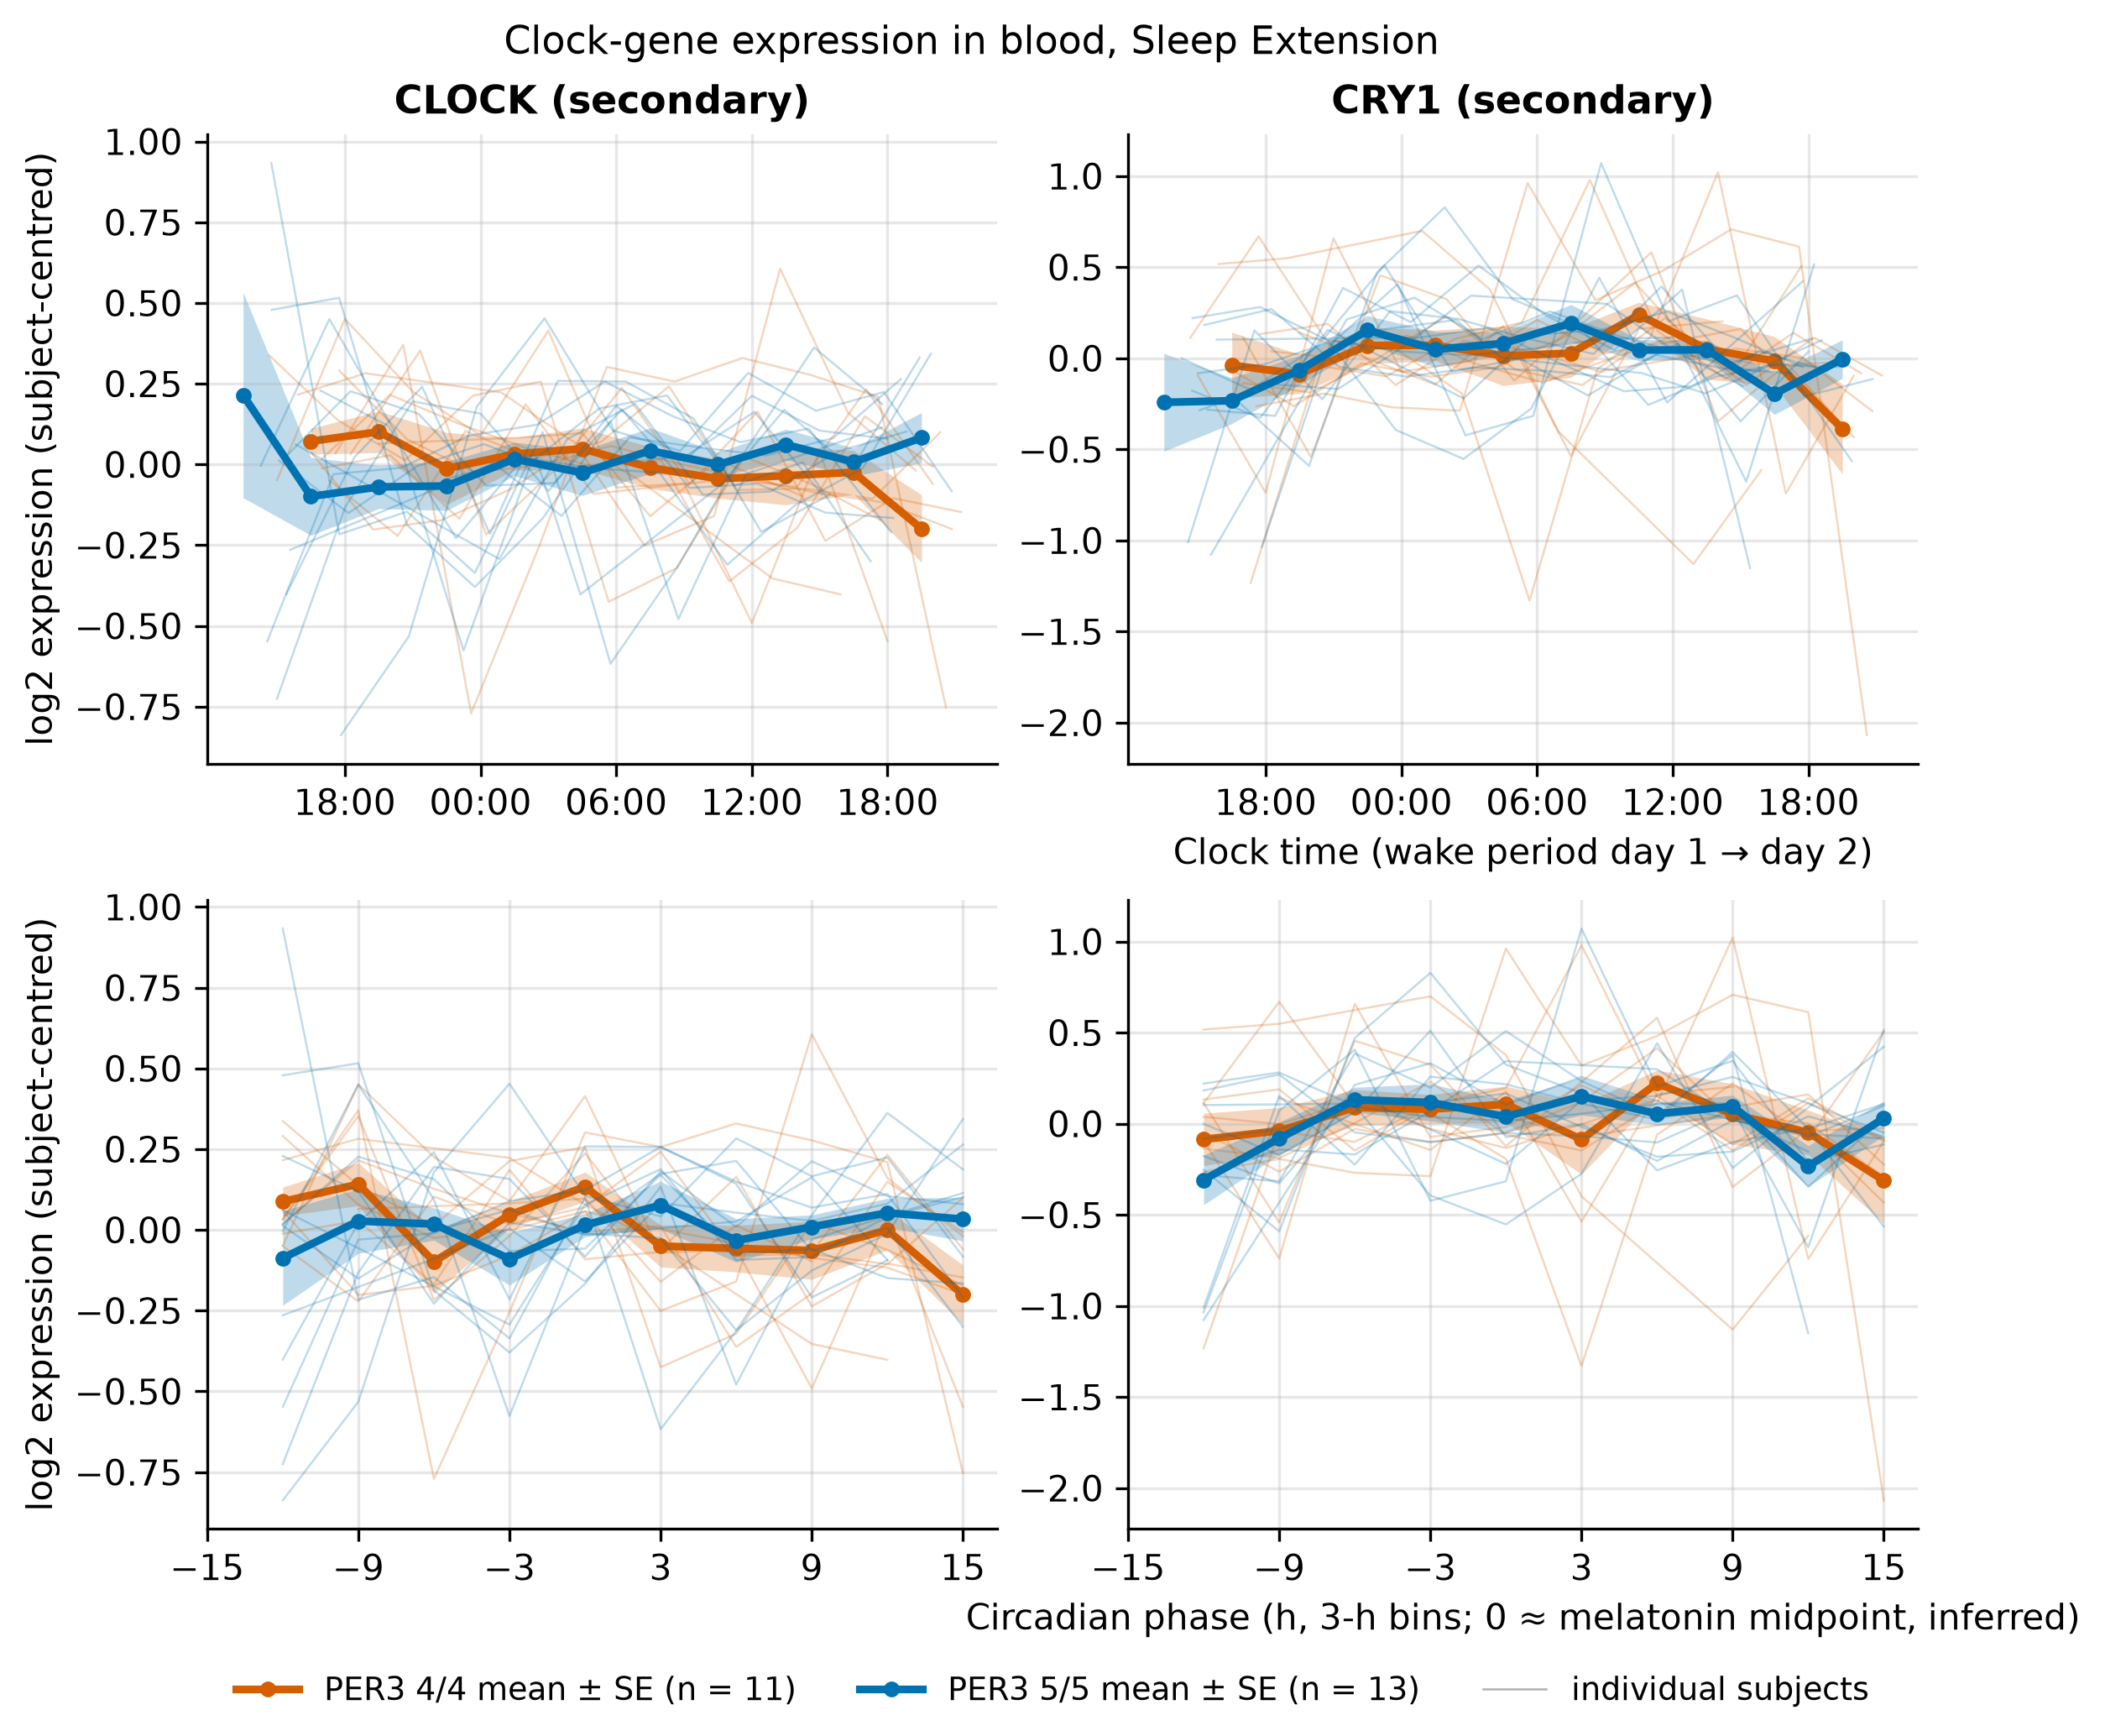 Clock-gene expression in blood, Sleep Extension
CLOCK (secondary)
CRY1 (secondary)
log2 expression (subject-centred)
1.00
0.75
0.50
0.25
0.00
−0.25
−0.50
−0.75
18:00 00:00 06:00 12:00 18:00
1.0
0.5
0.0
−0.5
−1.0
−1.5
−2.0
18:00 00:00 06:00 12:00 18:00
Clock time (wake period day 1 → day 2)
log2 expression (subject-centred)
1.00
0.75
0.50
0.25
0.00
−0.25
−0.50
−0.75
−15 −9 −3 3 9 15
1.0
0.5
0.0
−0.5
−1.0
−1.5
−2.0
−15 −9 −3 3 9 15
Circadian phase (h, 3-h bins; 0 ≈ melatonin midpoint, inferred)
PER3 4/4 mean ± SE (n = 11)
PER3 5/5 mean ± SE (n = 13)
individual subjects